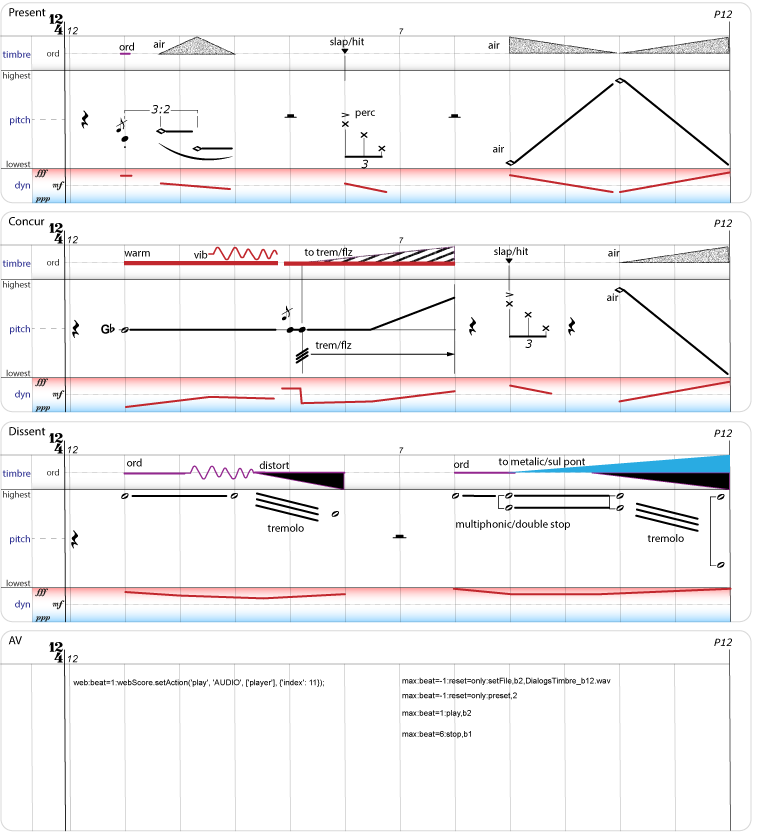 Present
12
4
12
7
P12
timbre ord
ord
air
slap/hit
air
highest
pitch
lowest
3:2
perc
3
air
fff
dyn mf
ppp
Concur
12
4
12
7
P12
timbre ord
warm
vib
to trem/flz
slap/hit
air
highest
pitch
lowest
Gb
trem/flz
3
air
fff
dyn mf
ppp
Dissent
12
4
12
7
P12
timbre ord
ord
distort
ord
to metalic/sul pont
highest
pitch
lowest
tremolo
multiphonic/double stop
tremolo
fff
dyn mf
ppp
AV
12
4
12
P12
web:beat=1:webScore.setAction('play', 'AUDIO', ['player'], {'index': 11});
max:beat=-1:reset=only:setFile,b2,DialogsTimbre_b12.wav
max:beat=-1:reset=only:preset,2
max:beat=1:play,b2
max:beat=6:stop,b1